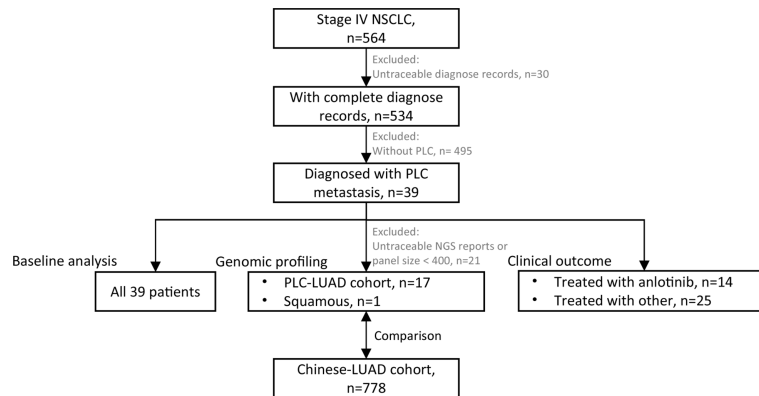 Stage IV NSCLC,
n=564
Excluded:
Untraceable diagnose records, n=30
With complete diagnose
records, n=534
Excluded:
Without PLC, n= 495
Diagnosed with PLC
metastasis, n=39
Excluded:
Untraceable NGS reports or
panel size < 400, n=21
Baseline analysis
All 39 patients
Genomic profiling
• PLC-LUAD cohort, n=17
• Squamous, n=1
Clinical outcome
• Treated with anlotinib, n=14
• Treated with other, n=25
Comparison
Chinese-LUAD cohort,
n=778